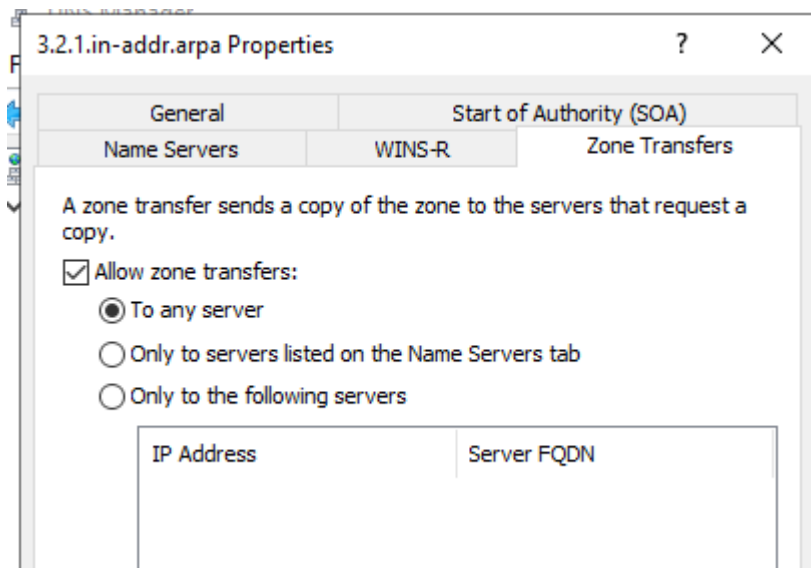 DNS Manager
3.2.1.in-addr.arpa Properties
?
F
General
Start of Authority (SOA)
Name Servers
WINS-R
Zone Transfers
A zone transfer sends a copy of the zone to the servers that request a
copy.
Allow zone transfers:
To any server
Only to servers listed on the Name Servers tab
Only to the following servers
IP Address
Server FQDN